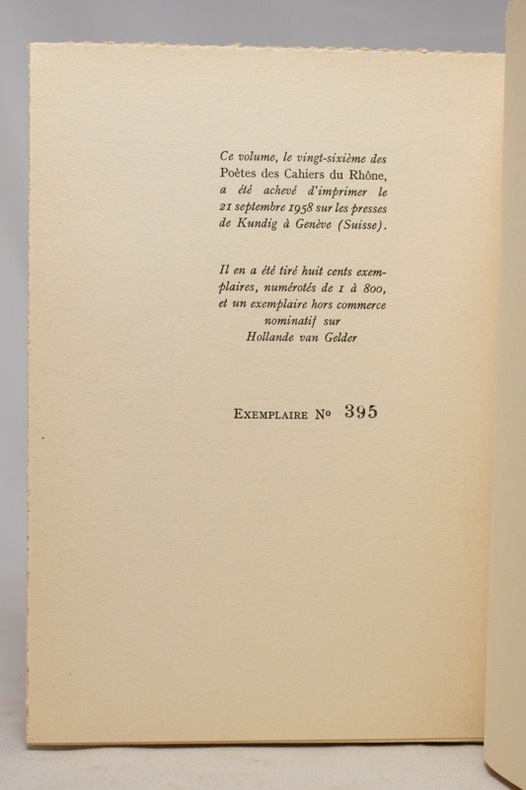 Ce volume, le vingt-sixième des
Poètes des Cahiers du Rhône,
a été achevé d'imprimer le
21 septembre 1958 sur les presses
de Kundig à Genève (Suisse).
Il en a été tiré huit cents exem-
plaires, numérotés de 1 à 800,
et un exemplaire hors commerce
nominatif sur
Hollande van Gelder
EXEMPLAIRE Nº 395